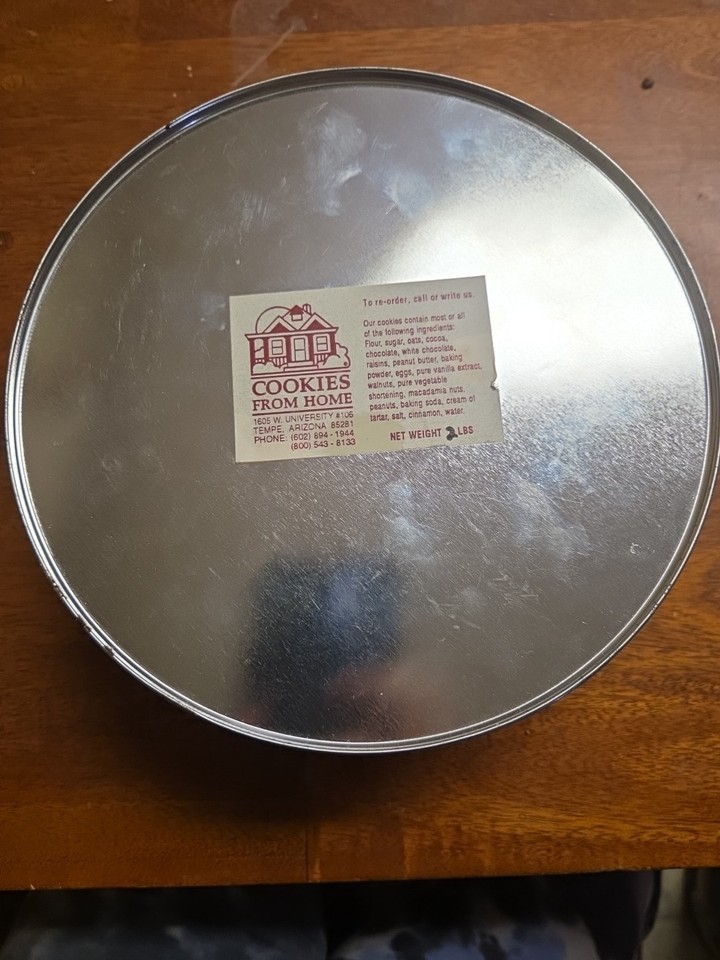 COOKIES
FROM HOME
1605 W. UNIVERSITY #106
TEMPE, ARIZONA 85281
PHONE: (602) 894-1944
(800) 543-8133
To re-order, call or write us.
Our cookies contain most or all
of the following ingredients:
Flour, sugar, oats, cocoa,
chocolate, white chocolate,
raisins, peanut butter, baking
powder, eggs, pure vanilla extract,
walnuts, pure vegetable
shortening, macadamia nuts,
peanuts, baking soda, cream of
tartar, salt, cinnamon, water.
NET WEIGHT 2 LBS